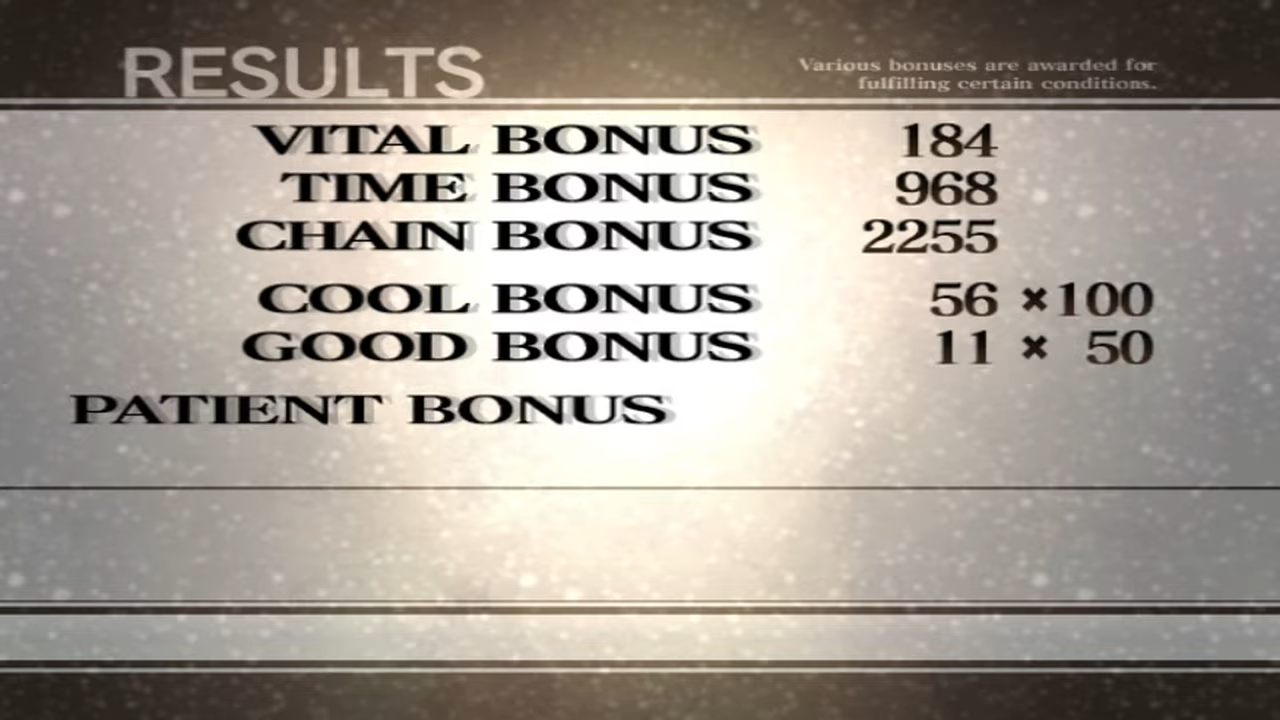 RESULTS
Various bonuses are awarded for
fulfilling certain conditions.
VITAL BONUS 184
TIME BONUS 968
CHAIN BONUS 2255
COOL BONUS 56 ×100
GOOD BONUS 11 × 50
PATIENT BONUS